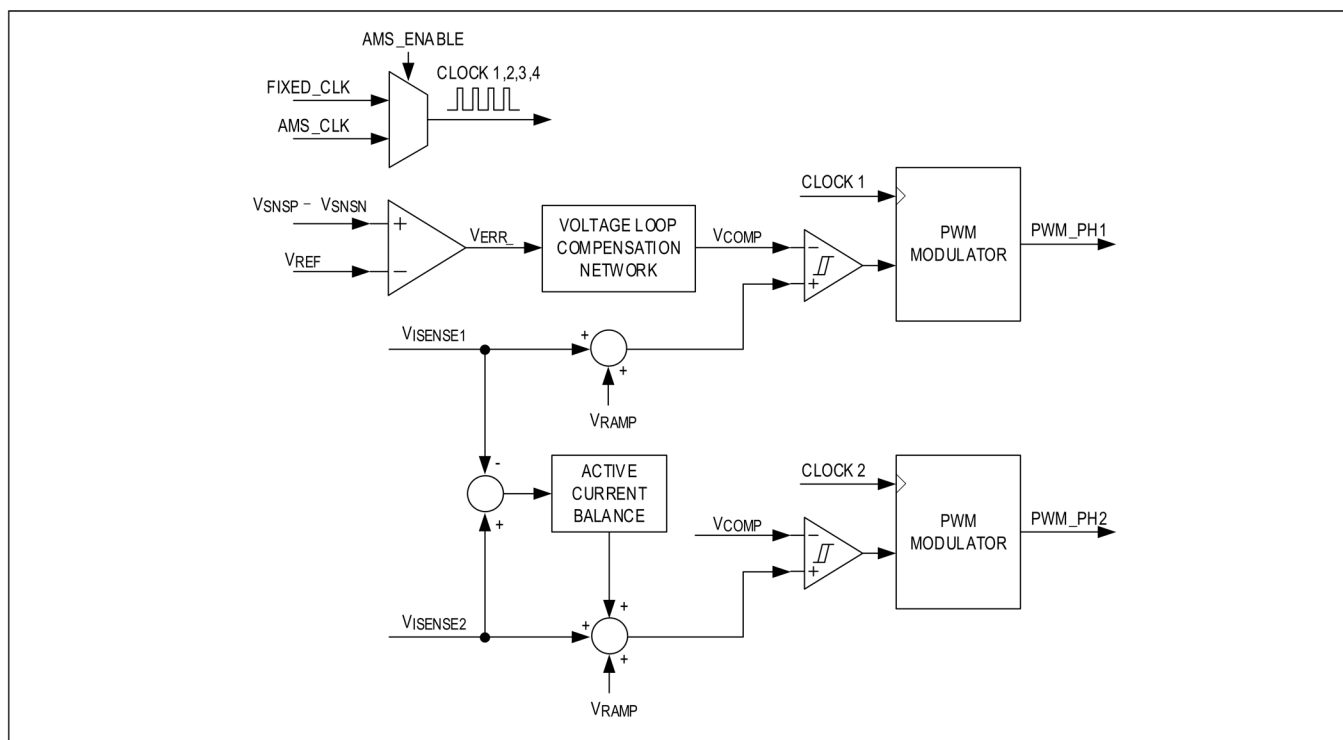 AMS_ENABLE
FIXED_CLK
CLOCK 1,2,3,4
AMS_CLK
VSNSP – VSNSN
+
VREF
–
VERR_
VOLTAGE LOOP
COMPENSATION
NETWORK
VCOMP
–
+
CLOCK 1
PWM
MODULATOR
PWM_PH1
VISENSE1
+
+
VRAMP
-
+
ACTIVE
CURRENT
BALANCE
VCOMP
–
+
CLOCK 2
PWM
MODULATOR
PWM_PH2
VISENSE2
+
+
+
VRAMP